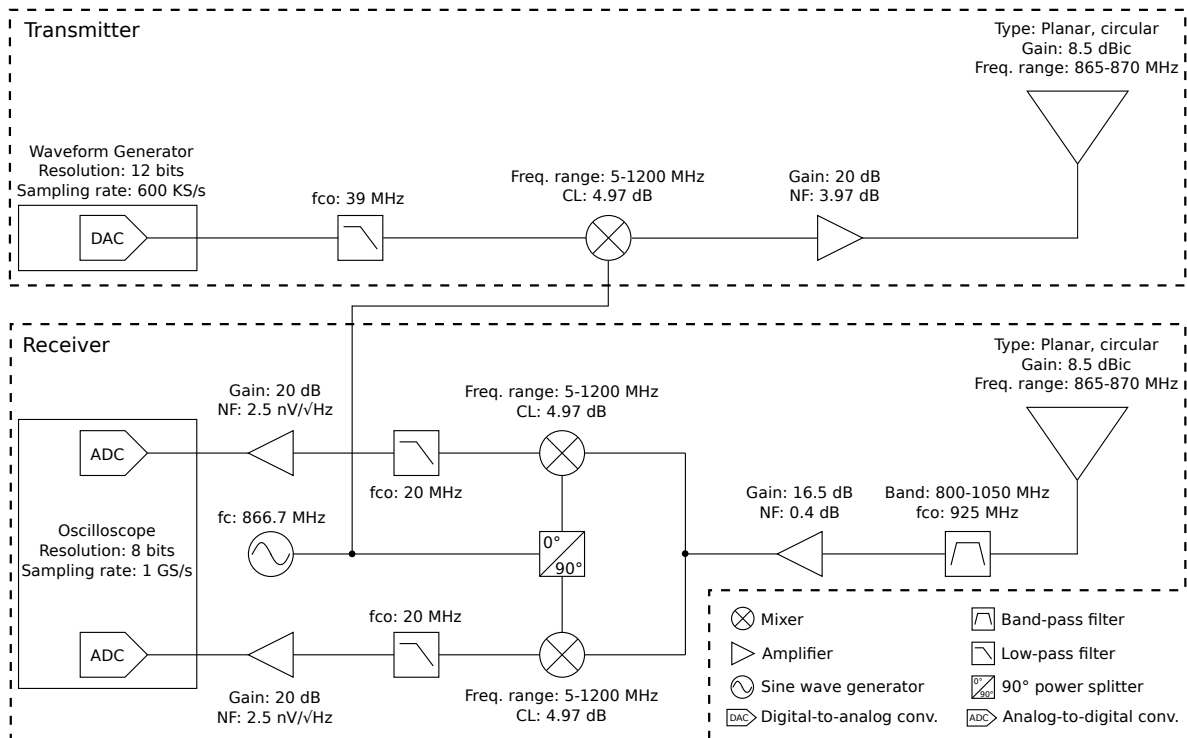 Transmitter
Type: Planar, circular
Gain: 8.5 dBic
Freq. range: 865-870 MHz
Waveform Generator
Resolution: 12 bits
Sampling rate: 600 KS/s
DAC
fco: 39 MHz
Freq. range: 5-1200 MHz
CL: 4.97 dB
Gain: 20 dB
NF: 3.97 dB
Receiver
Type: Planar, circular
Gain: 8.5 dBic
Freq. range: 865-870 MHz
Gain: 20 dB
NF: 2.5 nV/√Hz
Freq. range: 5-1200 MHz
CL: 4.97 dB
ADC
fco: 20 MHz
Gain: 16.5 dB
NF: 0.4 dB
Band: 800-1050 MHz
fco: 925 MHz
Oscilloscope
Resolution: 8 bits
Sampling rate: 1 GS/s
fc: 866.7 MHz
0°
90°
fco: 20 MHz
ADC
Gain: 20 dB
NF: 2.5 nV/√Hz
Freq. range: 5-1200 MHz
CL: 4.97 dB
Mixer
Band-pass filter
Amplifier
Low-pass filter
Sine wave generator
0°
90°
90° power splitter
DAC
Digital-to-analog conv.
ADC
Analog-to-digital conv.